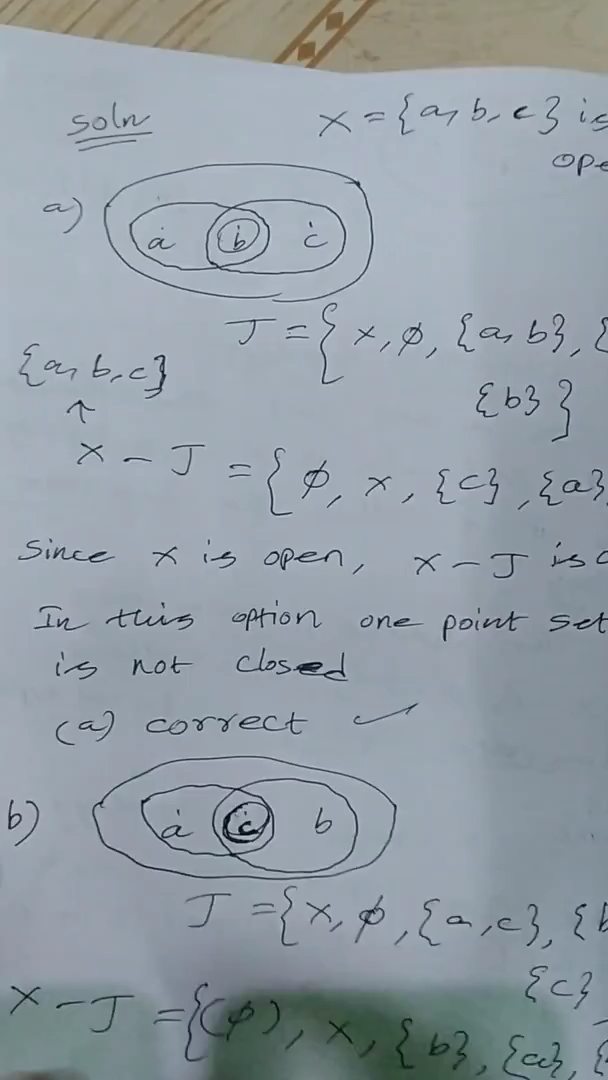 Soln
X = {a, b, c} is
ope
a)
a b c
J = { X, ϕ, {a, b}, {
{b} }
{a, b, c}
↑
X - J = { ϕ, X, {c}, {a}
Since X is open, X - J is c
In this option one point set
is not closed
(a) correct ✓
b)
a c b
J = {X, ϕ, {a, c}, {b
{c}
X - J = {(ϕ), X, {b}, {a}, {